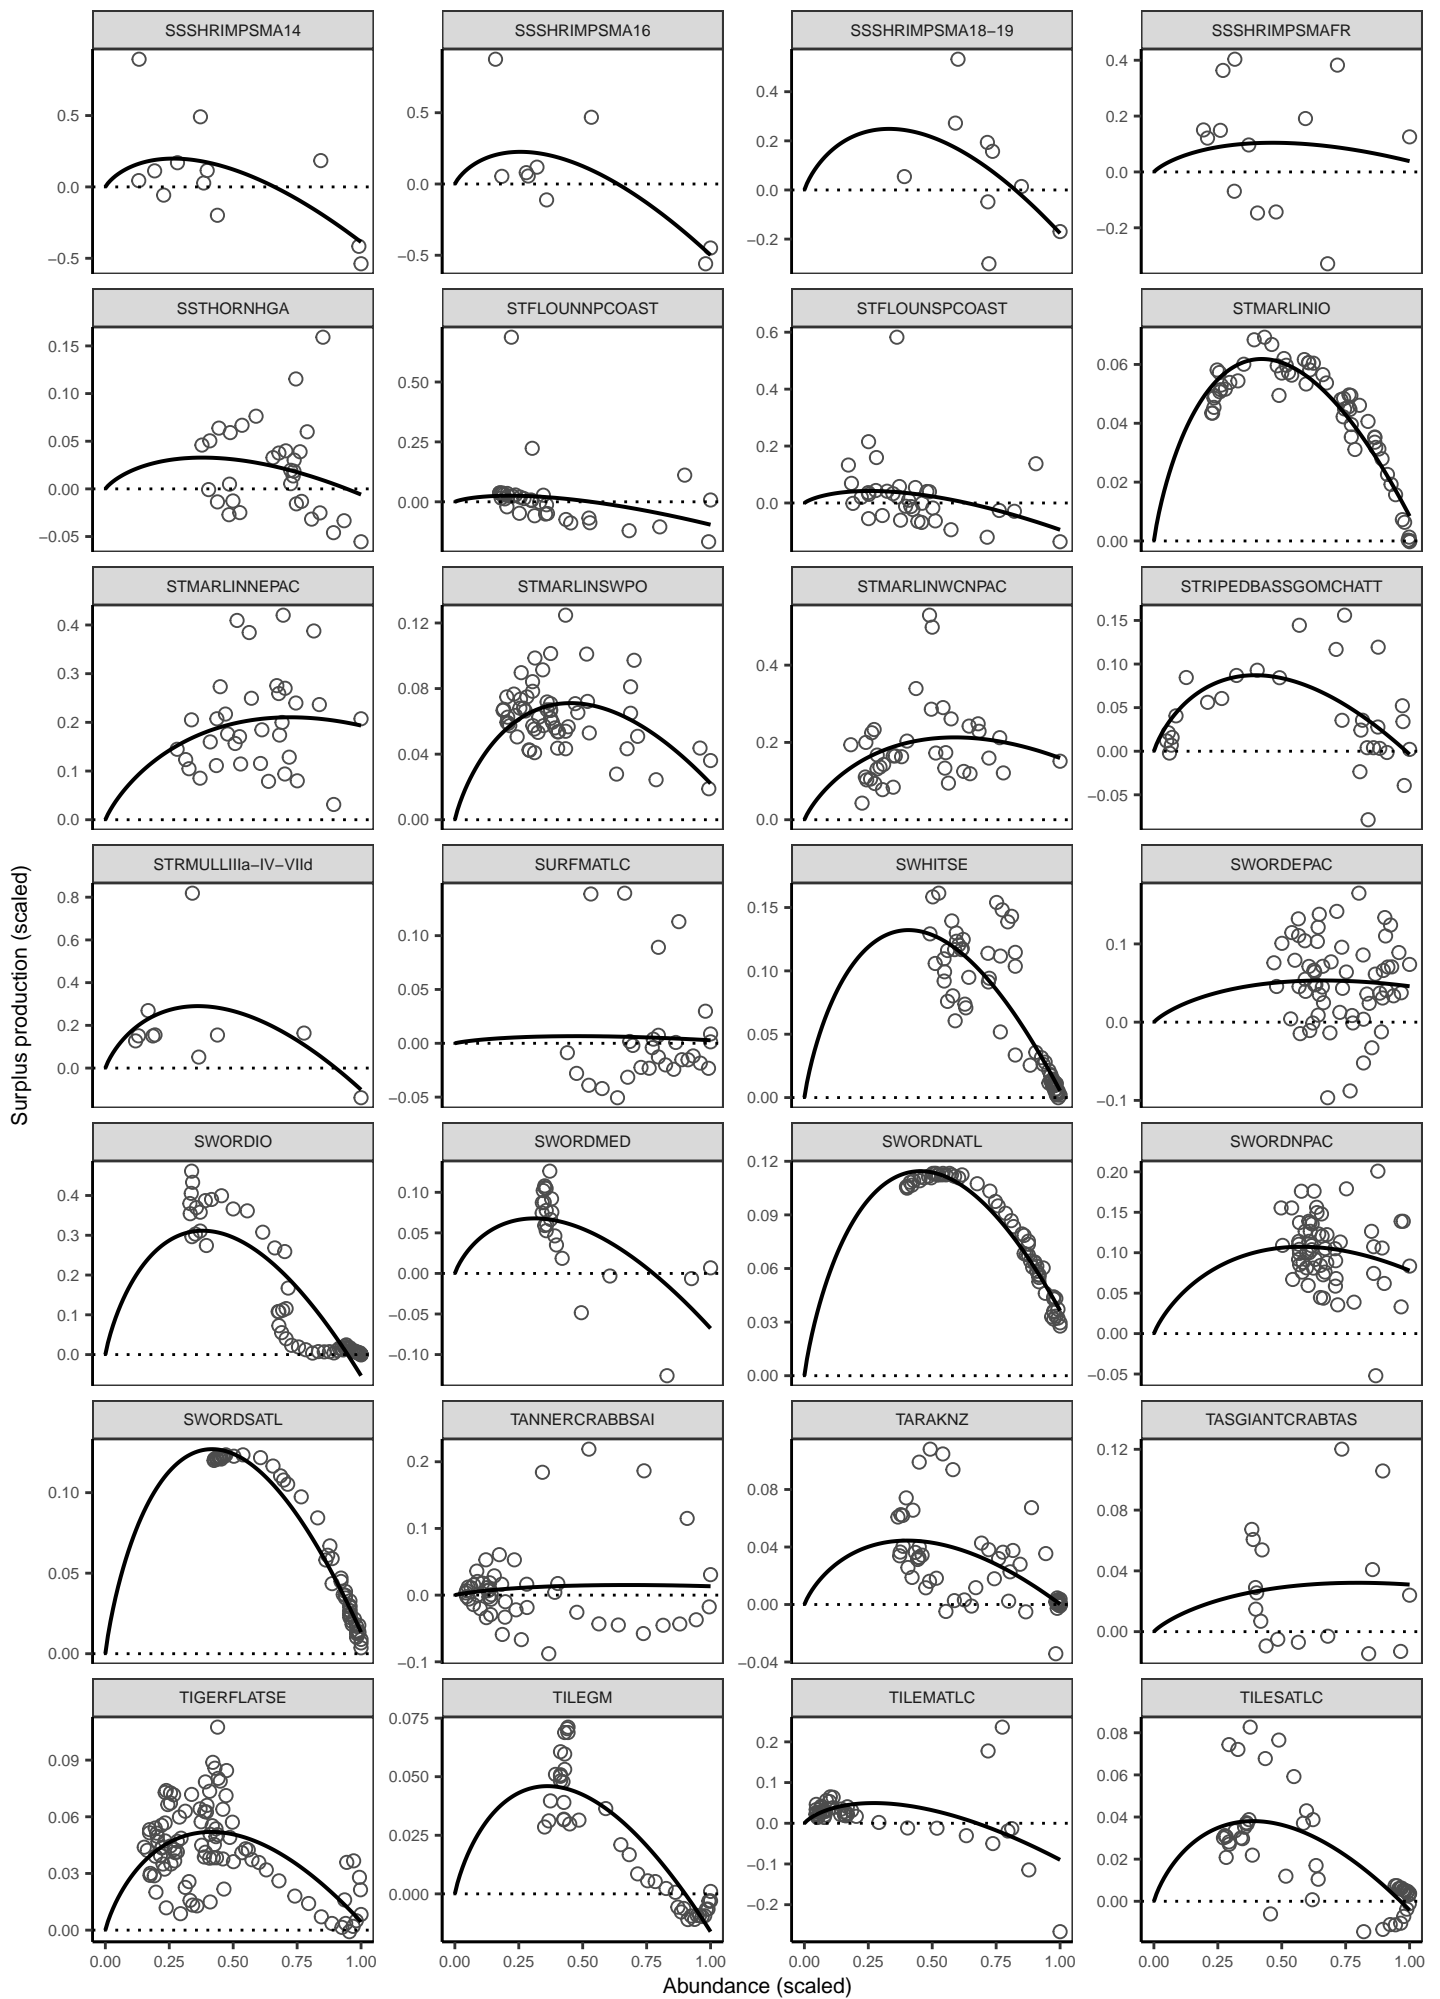 SSSHRIMPSMA14 SSSHRIMPSMA16 SSSHRIMPSMA18−19 SSSHRIMPSMAFR
0.5 0.0 −0.5
0.5 0.0 −0.5
0.4 0.2 0.0 −0.2
0.4 0.2 0.0 −0.2
SSTHORNHGA STFLOUNNPCOAST STFLOUNSPCOAST STMARLINIO
0.15 0.10 0.05 0.00 −0.05
0.50 0.25 0.00
0.6 0.4 0.2 0.0
0.06 0.04 0.02 0.00
STMARLINNEPAC STMARLINSWPO STMARLINWCNPAC STRIPEDBASSGOMCHATT
0.4 0.3 0.2 0.1 0.0
0.12 0.08 0.04 0.00
0.4 0.2 0.0
0.15 0.10 0.05 0.00 −0.05
STRMULLIIIa−IV−VIId SURFMATLC SWHITSE SWORDEPAC
0.8 0.6 0.4 0.2 0.0
0.10 0.05 0.00 −0.05
0.15 0.10 0.05 0.00
0.1 0.0 −0.1
Surplus production (scaled)
SWORDIO SWORDMED SWORDNATL SWORDNPAC
0.4 0.3 0.2 0.1 0.0
0.10 0.05 0.00 −0.05 −0.10
0.12 0.09 0.06 0.03 0.00
0.20 0.15 0.10 0.05 0.00 −0.05
SWORDSATL TANNERCRABBSAI TARAKNZ TASGIANTCRABTAS
0.10 0.05 0.00
0.2 0.1 0.0 −0.1
0.08 0.04 0.00 −0.04
0.12 0.08 0.04 0.00
TIGERFLATSE TILEGM TILEMATLC TILESATLC
0.09 0.06 0.03 0.00
0.075 0.050 0.025 0.000
0.2 0.1 0.0 −0.1 −0.2
0.08 0.06 0.04 0.02 0.00
0.00 0.25 0.50 0.75 1.00 0.00 0.25 0.50 0.75 1.00 0.00 0.25 0.50 0.75 1.00 0.00 0.25 0.50 0.75 1.00
Abundance (scaled)